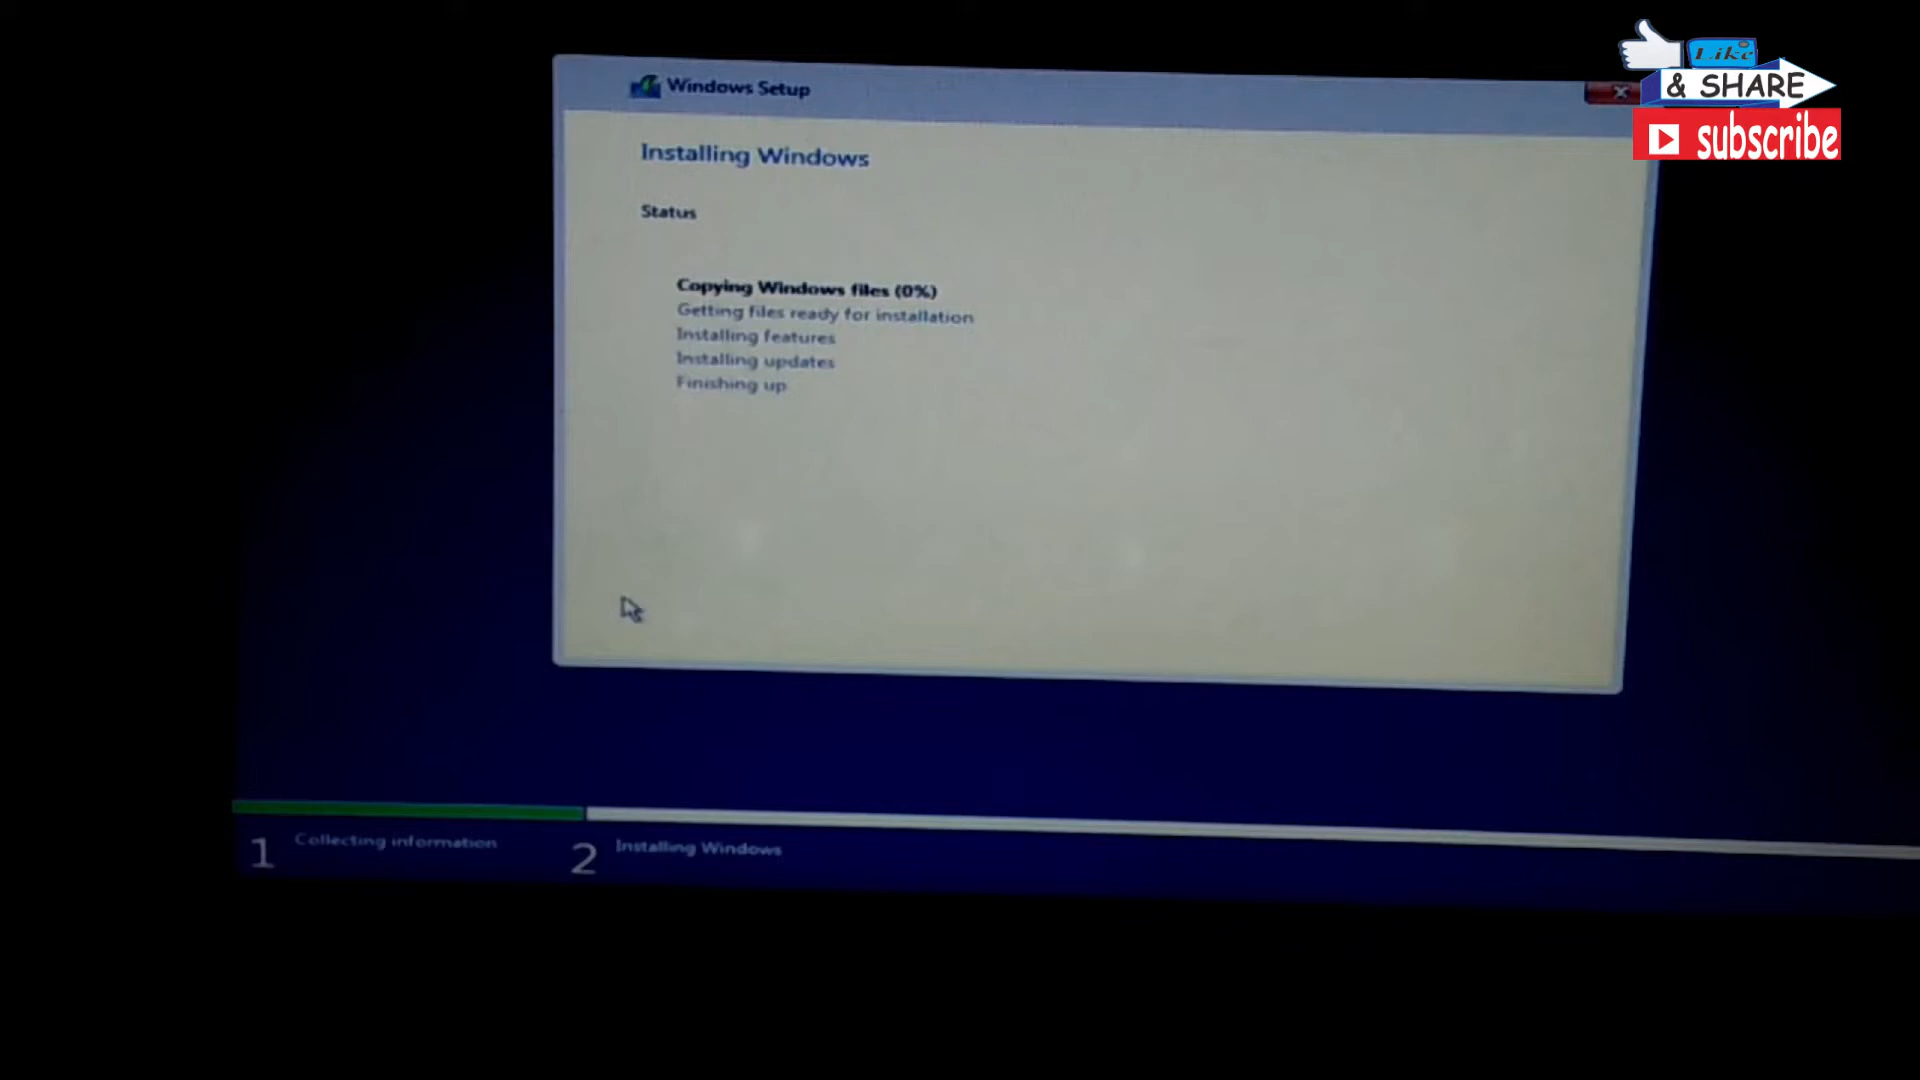 Windows Setup
Like
& SHARE
subscribe
Installing Windows
Status
Copying Windows files (0%)
Getting files ready for installation
Installing features
Installing updates
Finishing up
1 Collecting information
2 Installing Windows